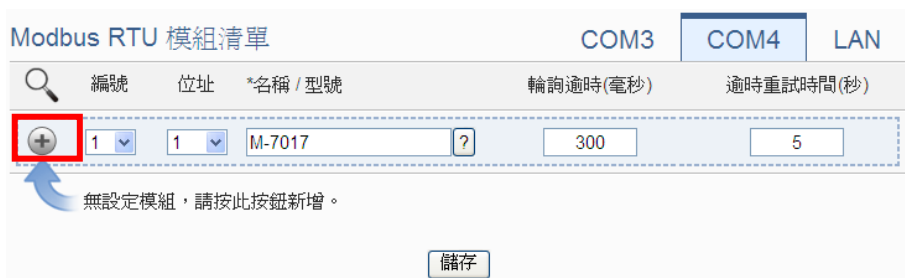 Modbus RTU 模組清單 COM3 COM4 LAN
編號 位址 *名稱 / 型號 輪詢逾時(毫秒) 逾時重試時間(秒)
1 1 M-7017 ? 300 5
無設定模組，請按此按鈕新增。
儲存